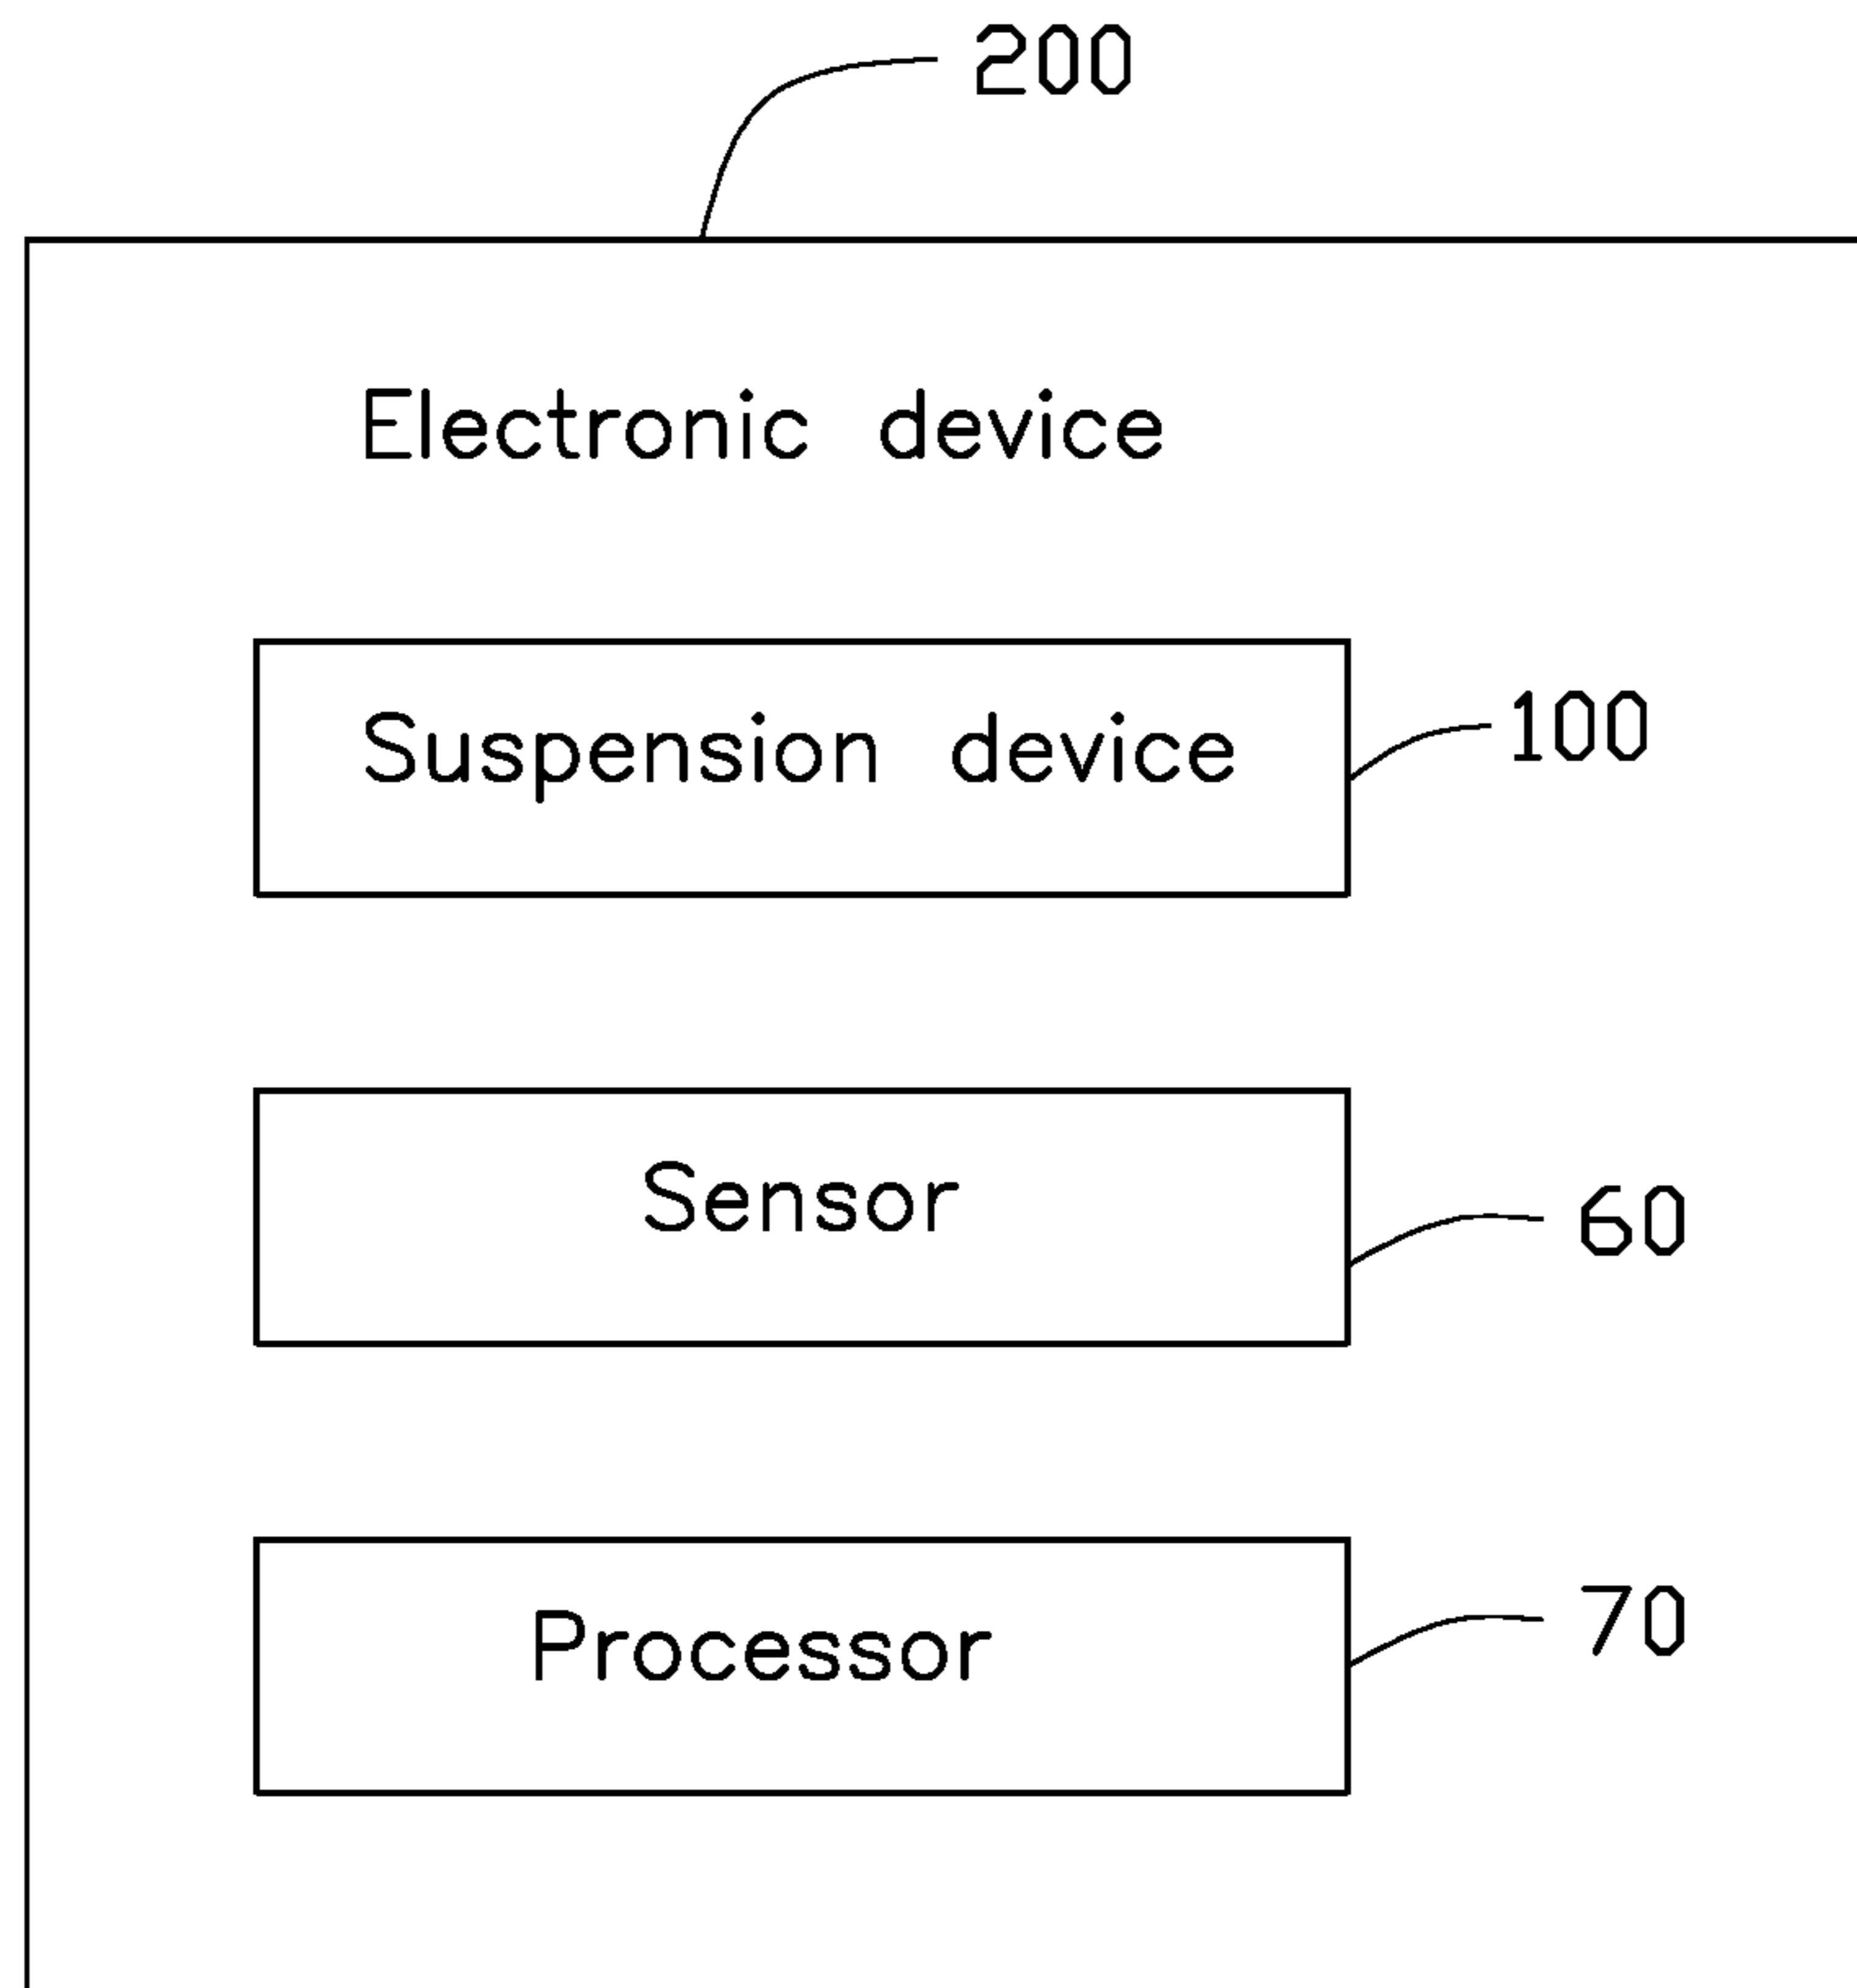 200
Electronic device
Suspension device
100
Sensor
60
Processor
70